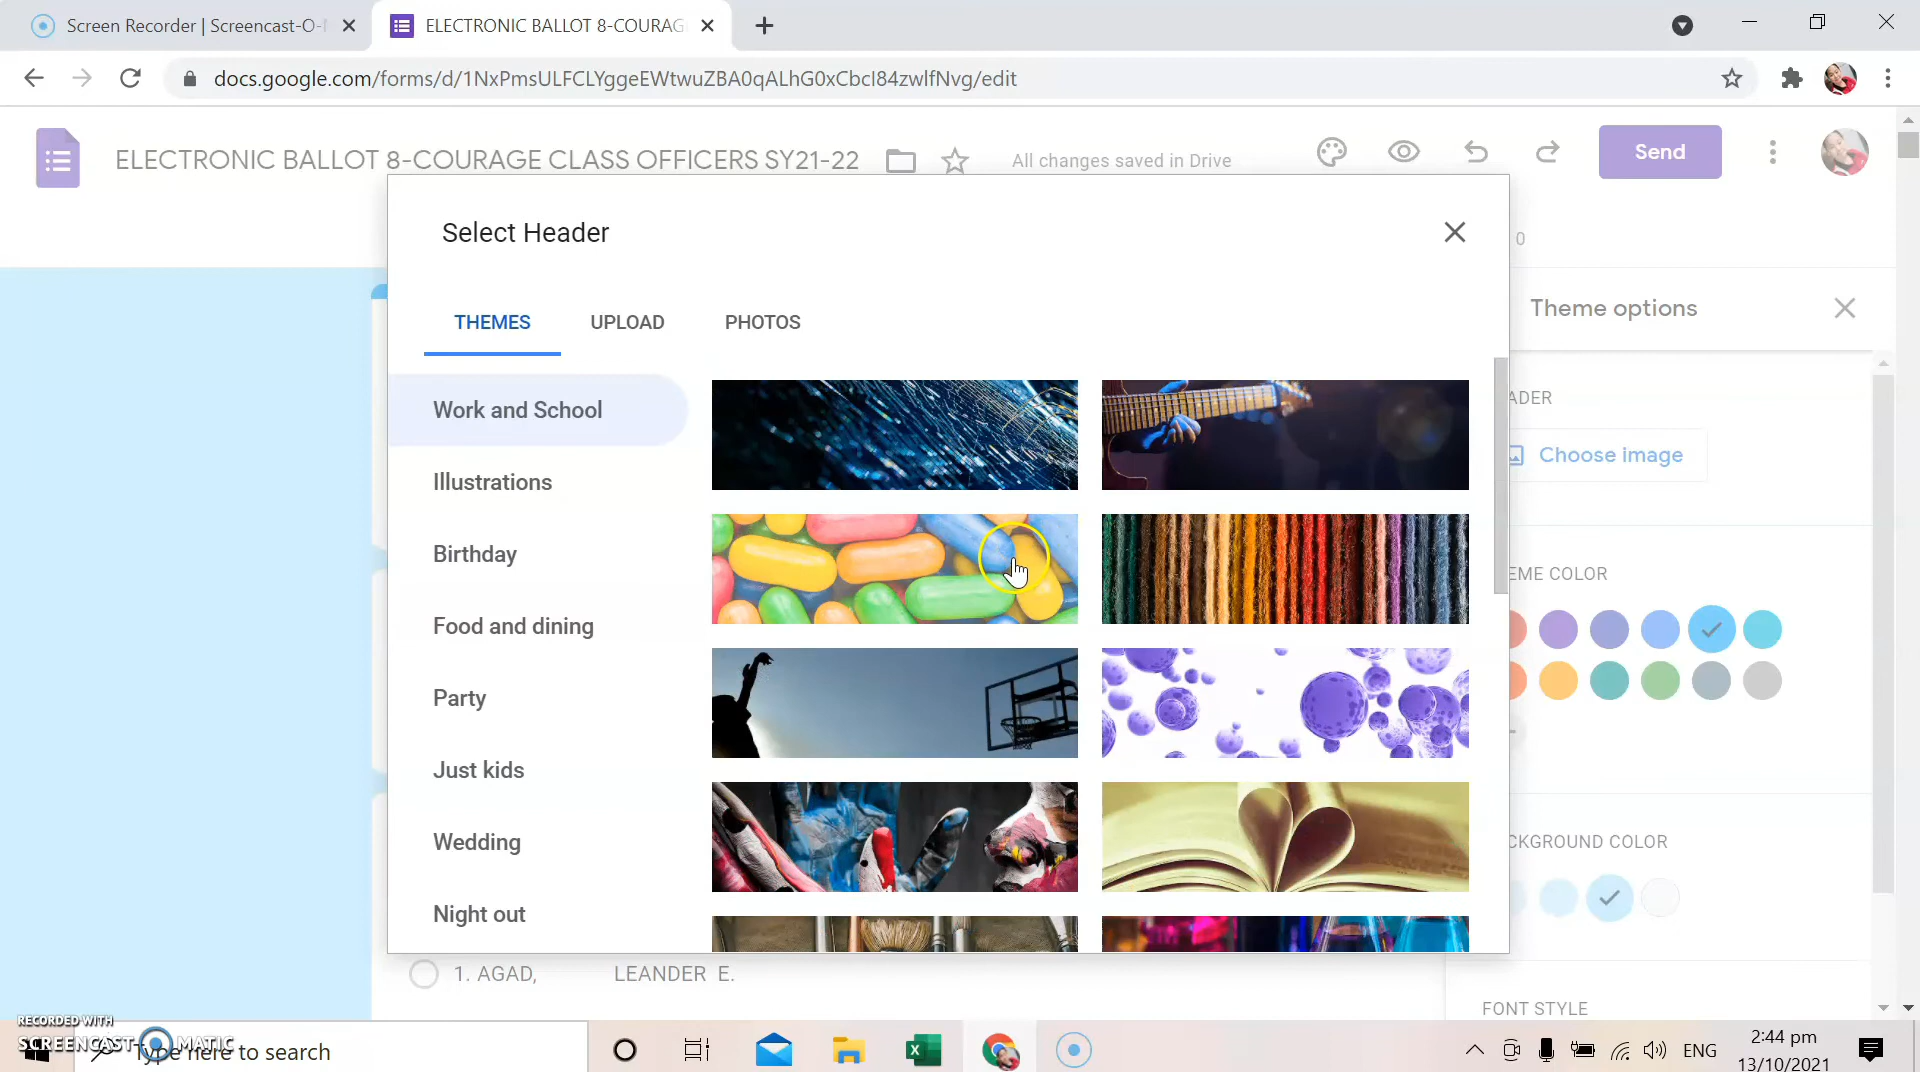 Screen Recorder | Screencast-O-
ELECTRONIC BALLOT 8-COURAG
docs.google.com/forms/d/1NxPmsULFCLYggeEWtwuZBA0qALhG0xCbcI84zwlfNvg/edit
ELECTRONIC BALLOT 8-COURAGE CLASS OFFICERS SY21-22
All changes saved in Drive
Send
Select Header
0
THEMES
UPLOAD
PHOTOS
Theme options
Work and School
ADER
Choose image
Illustrations
Birthday
EME COLOR
Food and dining
Party
Just kids
Wedding
CKGROUND COLOR
Night out
1. AGAD, LEANDER E.
FONT STYLE
RECORDED WITH
SCREENCAST-O-MATIC
Type here to search
ENG
2:44 pm
13/10/2021